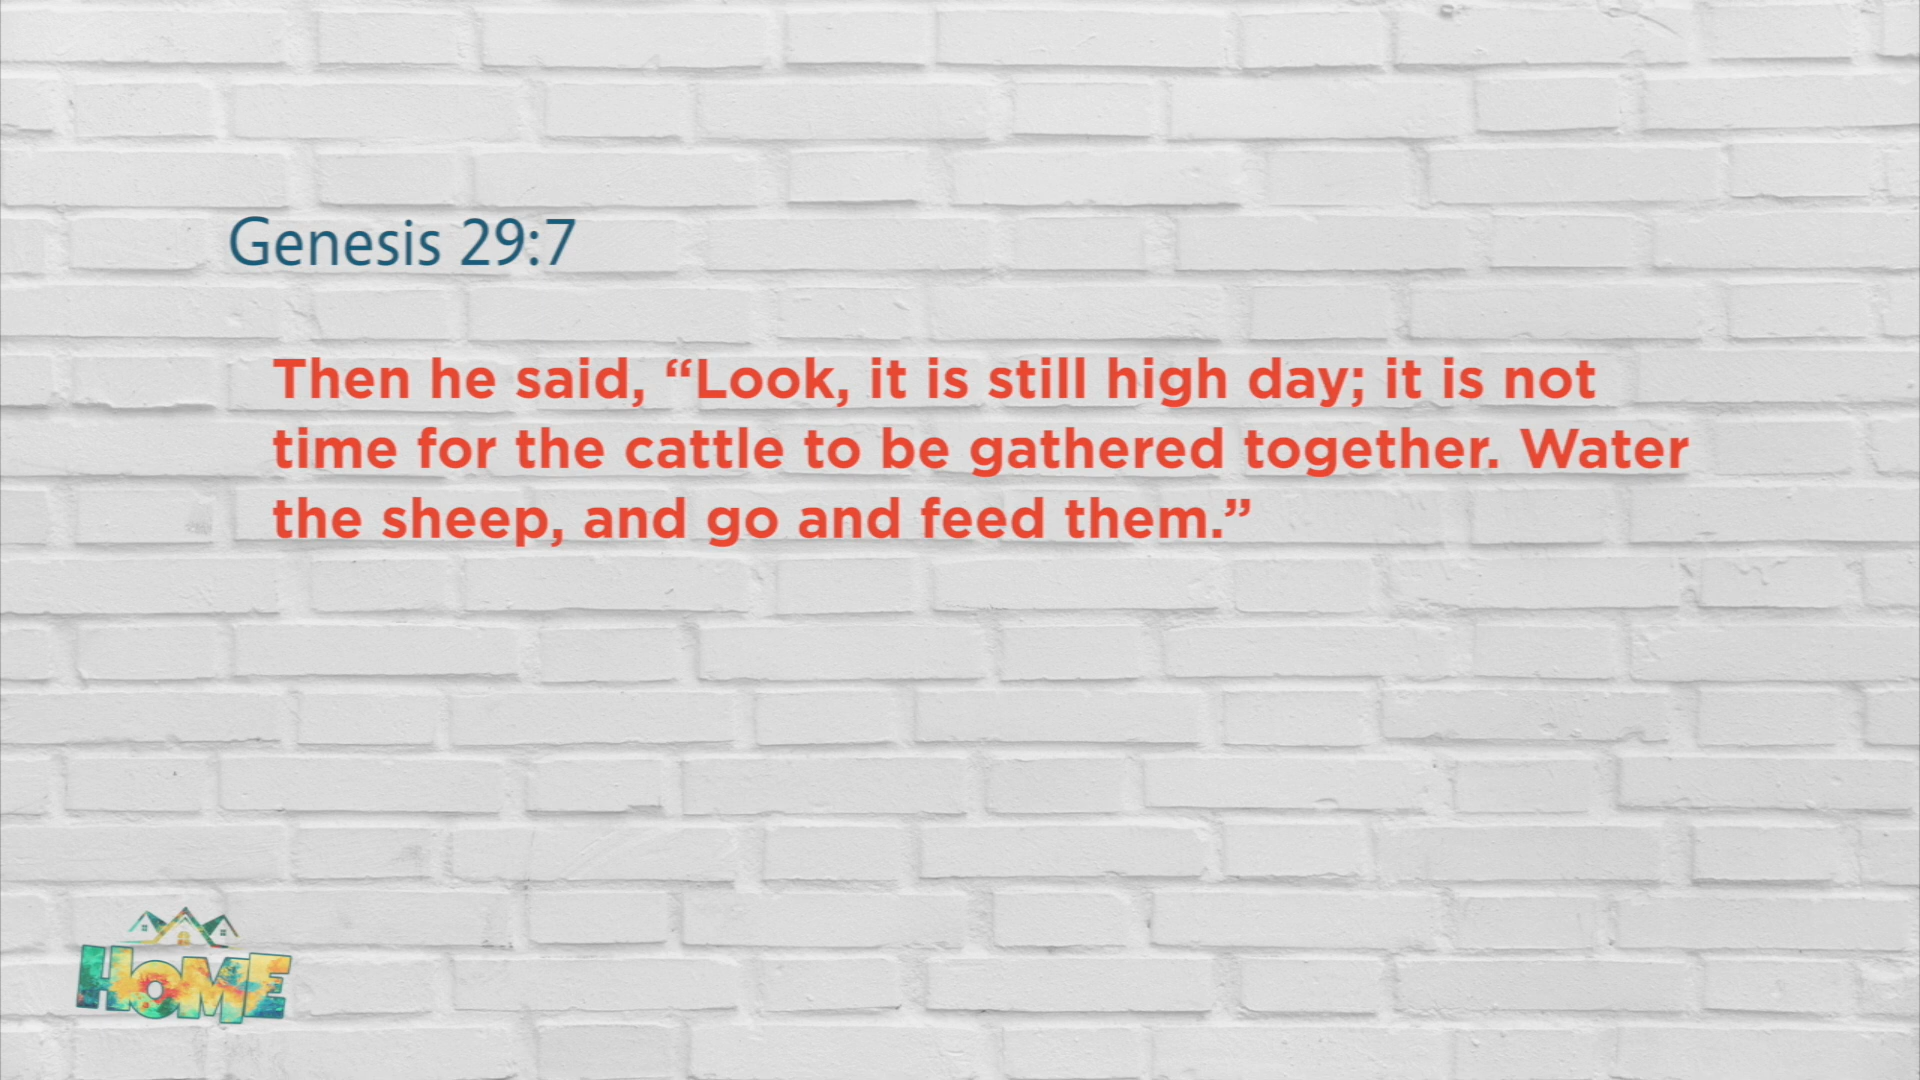 Genesis 29:7
Then he said, “Look, it is still high day; it is not
time for the cattle to be gathered together. Water
the sheep, and go and feed them.”
HOME